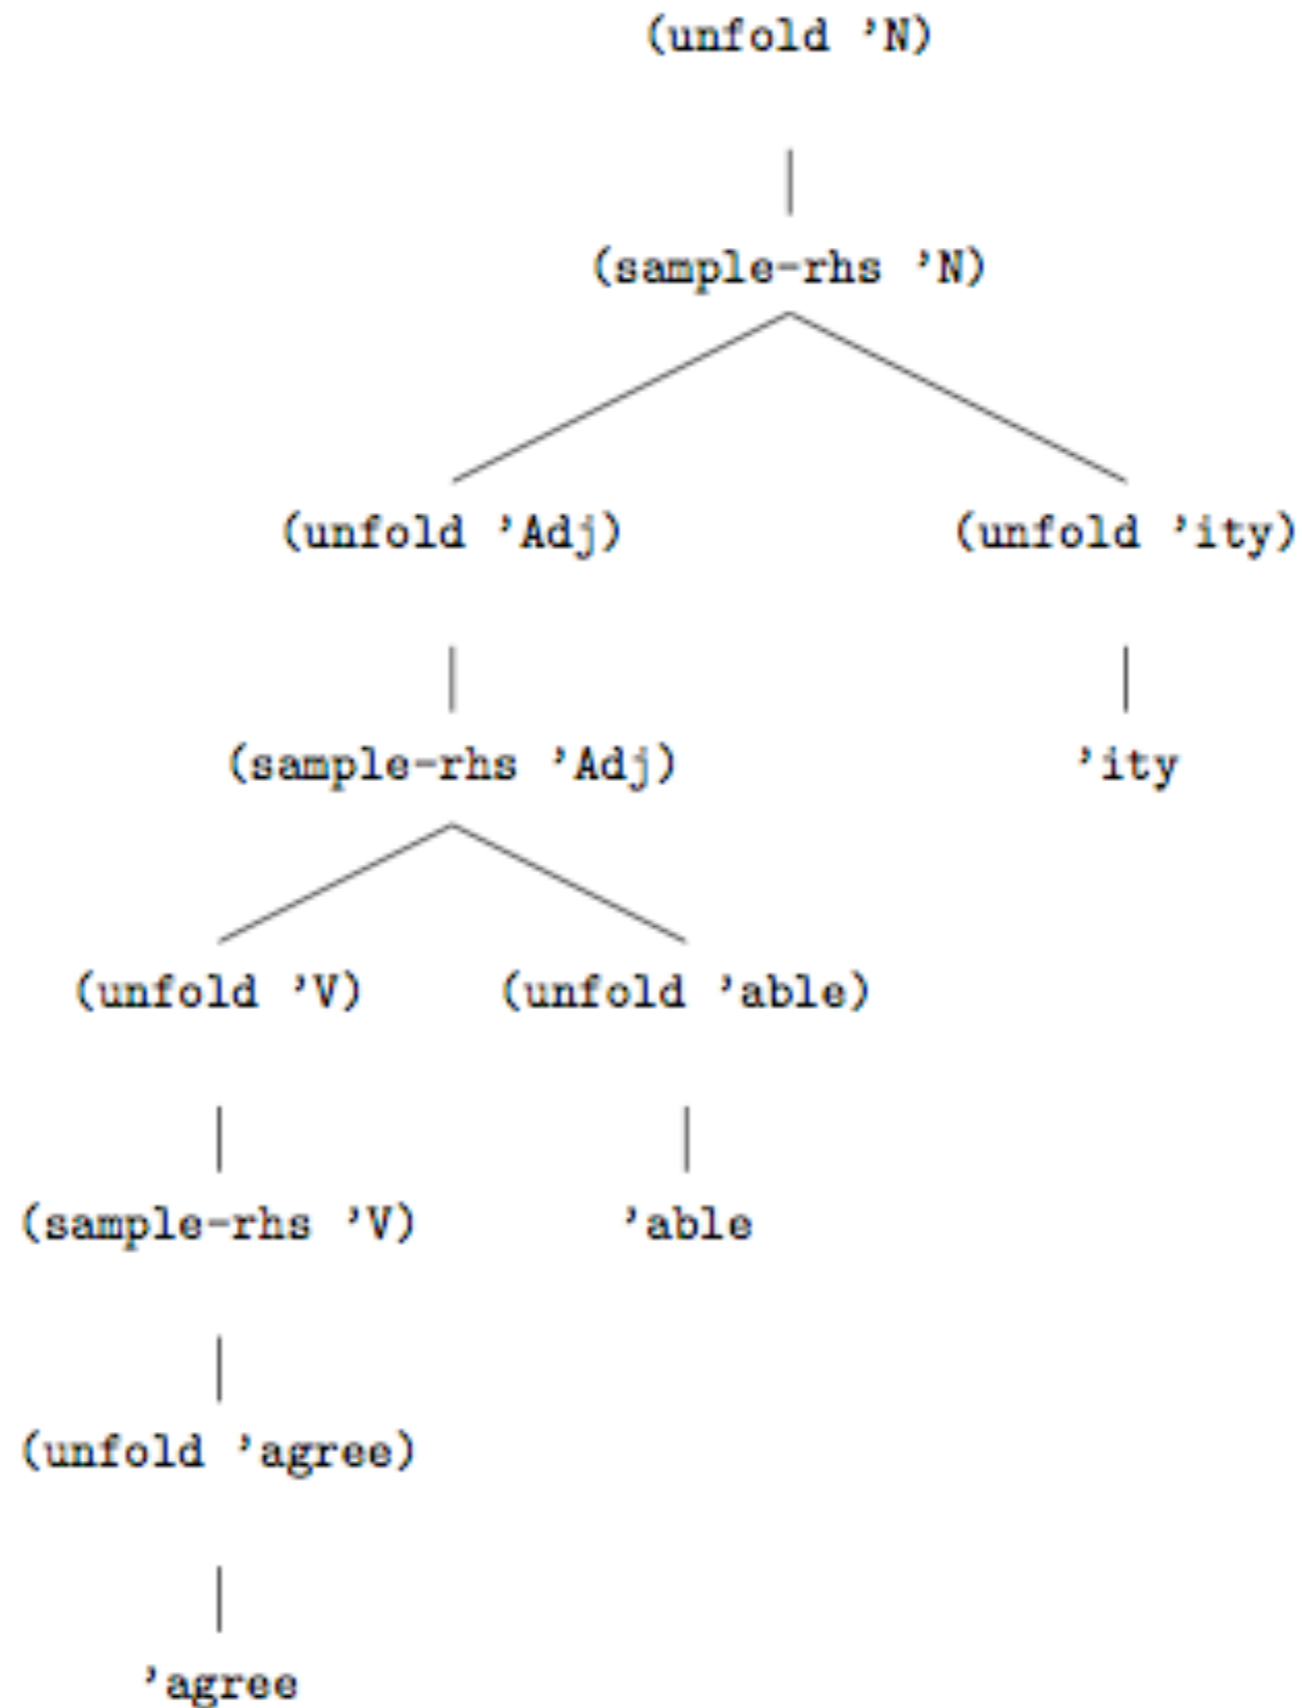 (unfold ’N)
(sample-rhs ’N)
(unfold ’Adj) (unfold ’ity)
(sample-rhs ’Adj) ’ity
(unfold ’V) (unfold ’able)
(sample-rhs ’V) ’able
(unfold ’agree)
’agree